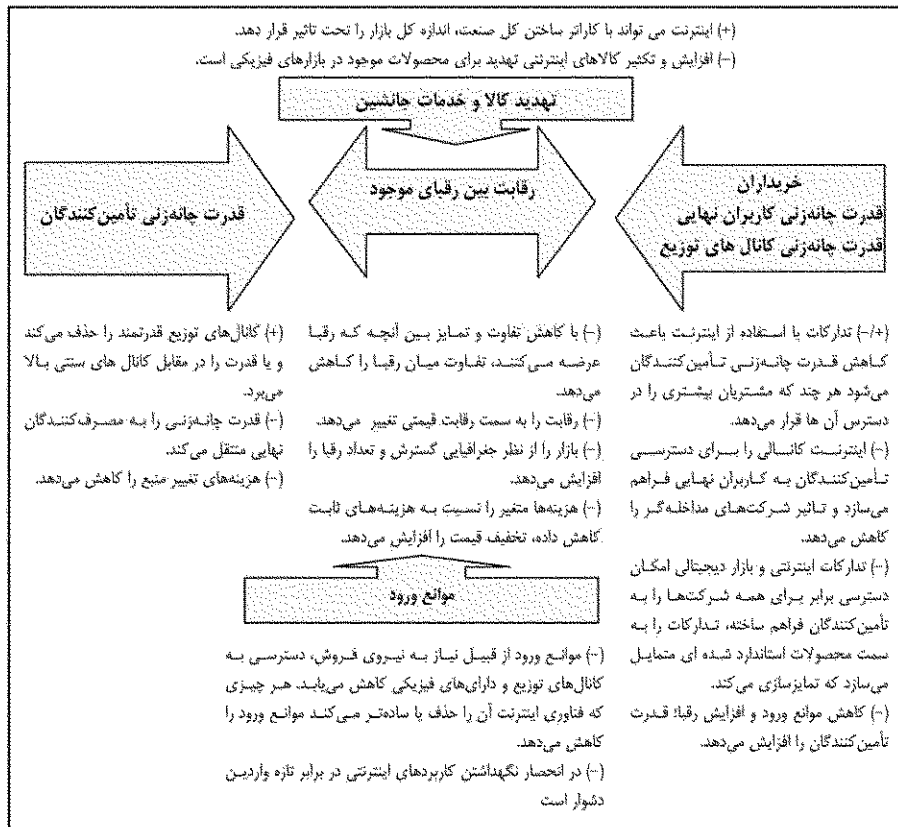 (+) اینترنت می تواند با کاراتر ساختن کل صنعت، اندازه کل بازار را تحت تاثیر قرار دهد.
(–) افزایش و تکثیر کالاهای اینترنتی تهدید برای محصولات موجود در بازارهای فیزیکی است.
تهدید کالا و خدمات جانشین
خریداران
قدرت چانه‌زنی کاربران نهایی
قدرت چانه‌زنی کانال های توزیع
رقابت بین رقبای موجود
قدرت چانه‌زنی تأمین‌کنندگان
(+/–) تدارکات با استفاده از اینترنت باعث
کاهش قدرت چانه‌زنی تأمین‌کنندگان
می‌شود هر چند که مشتریان بیشتری را در
دسترس آن ها قرار می‌دهد.
(–) اینترنت کانالی را برای دسترسی
تأمین‌کنندگان به کاربران نهایی فراهم
می‌سازد و تاثیر شرکت‌های مداخله‌گر را
کاهش می‌دهد.
(–) تدارکات اینترنتی و بازار دیجیتالی امکان
دسترسی برابر برای همه شرکت‌ها را به
تأمین‌کنندگان فراهم ساخته، تدارکات را به
سمت محصولات استاندارد شده ای متمایل
می‌سازد که تمایزسازی می‌کند.
(–) کاهش موانع ورود و افزایش رقبا؛ قدرت
تأمین‌کنندگان را افزایش می‌دهد.
(–) با کاهش تفاوت و تمایز بین آنچه که رقبا
عرضه می‌کنند، تفاوت میان رقبا را کاهش
می‌دهد.
(–) رقابت را به سمت رقابت قیمتی تغییر می‌دهد.
(–) بازار را از نظر جغرافیایی گسترش و تعداد رقبا را
افزایش می‌دهد.
(–) هزینه‌ها متغیر را نسبت به هزینه‌های ثابت
کاهش داده، تخفیف قیمت را افزایش می‌دهد.
(+) کانال‌های توزیع قدرتمند را حذف می‌کند
و یا قدرت را در مقابل کانال های سنتی بالا
می‌برد.
(–) قدرت چانه‌زنی را به مصرف‌کنندگان
نهایی منتقل می‌کند.
(–) هزینه‌های تغییر منبع را کاهش می‌دهد.
موانع ورود
(–) موانع ورود از قبیل نیاز به نیروی فروش، دسترسی به
کانال‌های توزیع و دارای‌های فیزیکی کاهش می‌یابد. هر چیزی
که فناوری اینترنت آن را حذف یا ساده‌تر می‌کند موانع ورود را
کاهش می‌دهد.
(–) در انحصار نگهداشتن کاربردهای اینترنتی در برابر تازه واردین
دشوار است